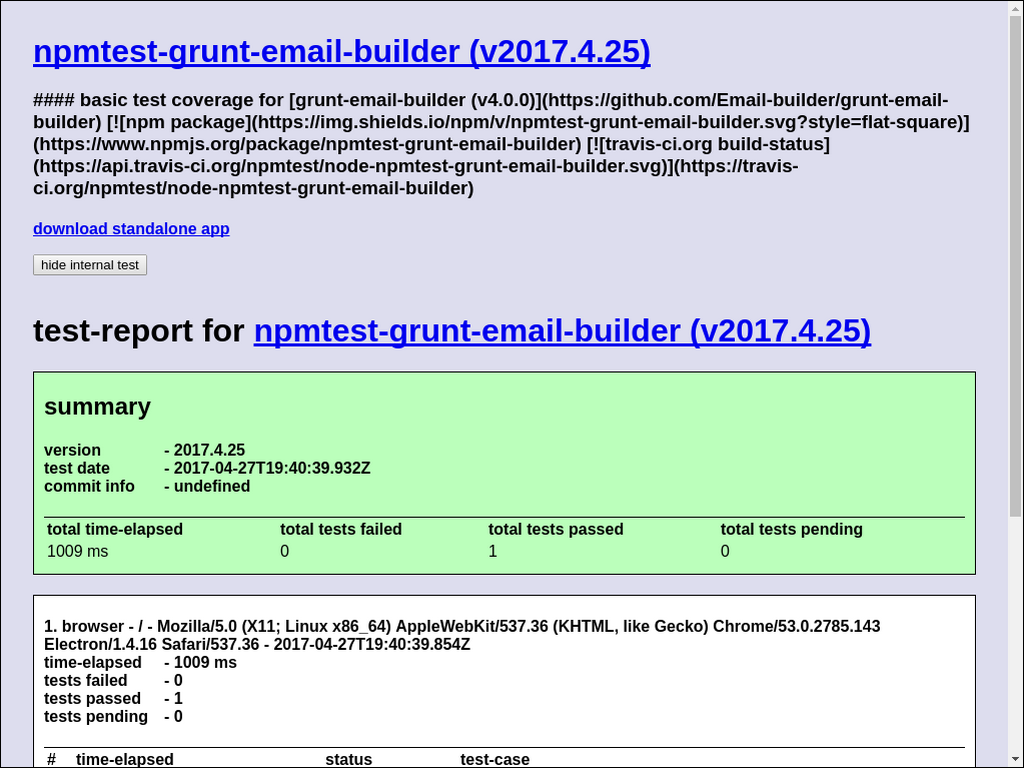 npmtest-grunt-email-builder (v2017.4.25)
#### basic test coverage for [grunt-email-builder (v4.0.0)](https://github.com/Email-builder/grunt-email-
builder) [![npm package](https://img.shields.io/npm/v/npmtest-grunt-email-builder.svg?style=flat-square)]
(https://www.npmjs.org/package/npmtest-grunt-email-builder) [![travis-ci.org build-status]
(https://api.travis-ci.org/npmtest/node-npmtest-grunt-email-builder.svg)](https://travis-
ci.org/npmtest/node-npmtest-grunt-email-builder)
download standalone app
hide internal test
test-report for npmtest-grunt-email-builder (v2017.4.25)
summary
version - 2017.4.25
test date - 2017-04-27T19:40:39.932Z
commit info - undefined
total time-elapsed total tests failed total tests passed total tests pending
1009 ms 0 1 0
1. browser - / - Mozilla/5.0 (X11; Linux x86_64) AppleWebKit/537.36 (KHTML, like Gecko) Chrome/53.0.2785.143
Electron/1.4.16 Safari/537.36 - 2017-04-27T19:40:39.854Z
time-elapsed - 1009 ms
tests failed - 0
tests passed - 1
tests pending - 0
# time-elapsed status test-case